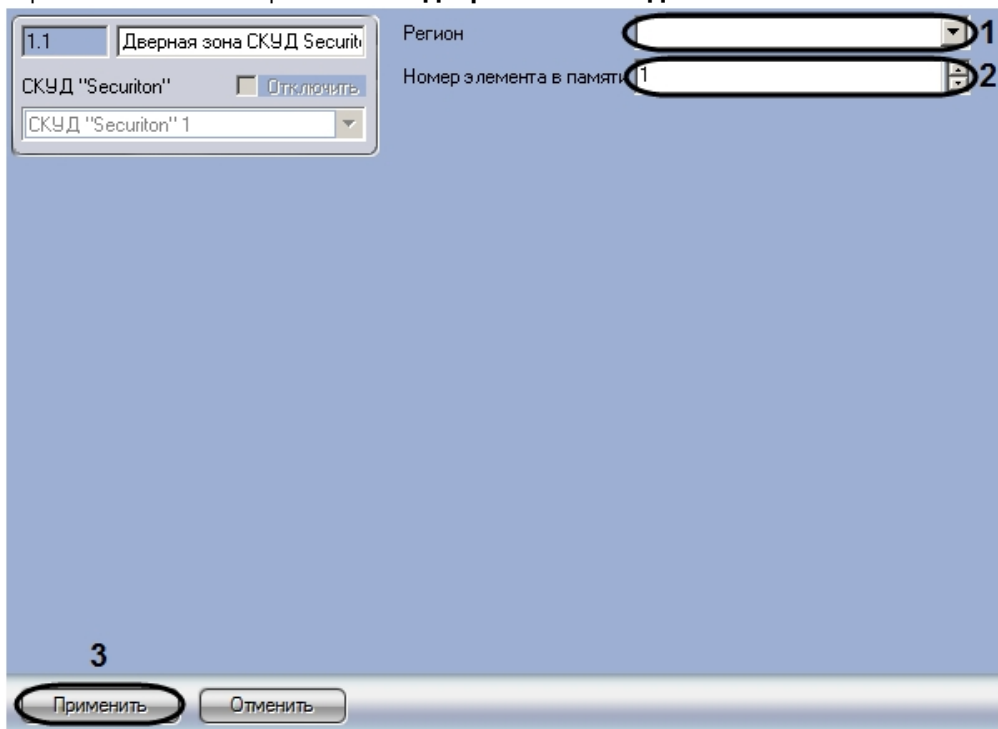 1.1 Дверная зона СКУД Securit
СКУД "Securiton" Отключить
СКУД "Securiton" 1
Регион 1
Номер элемента в памяти 1 2
3
Применить Отменить